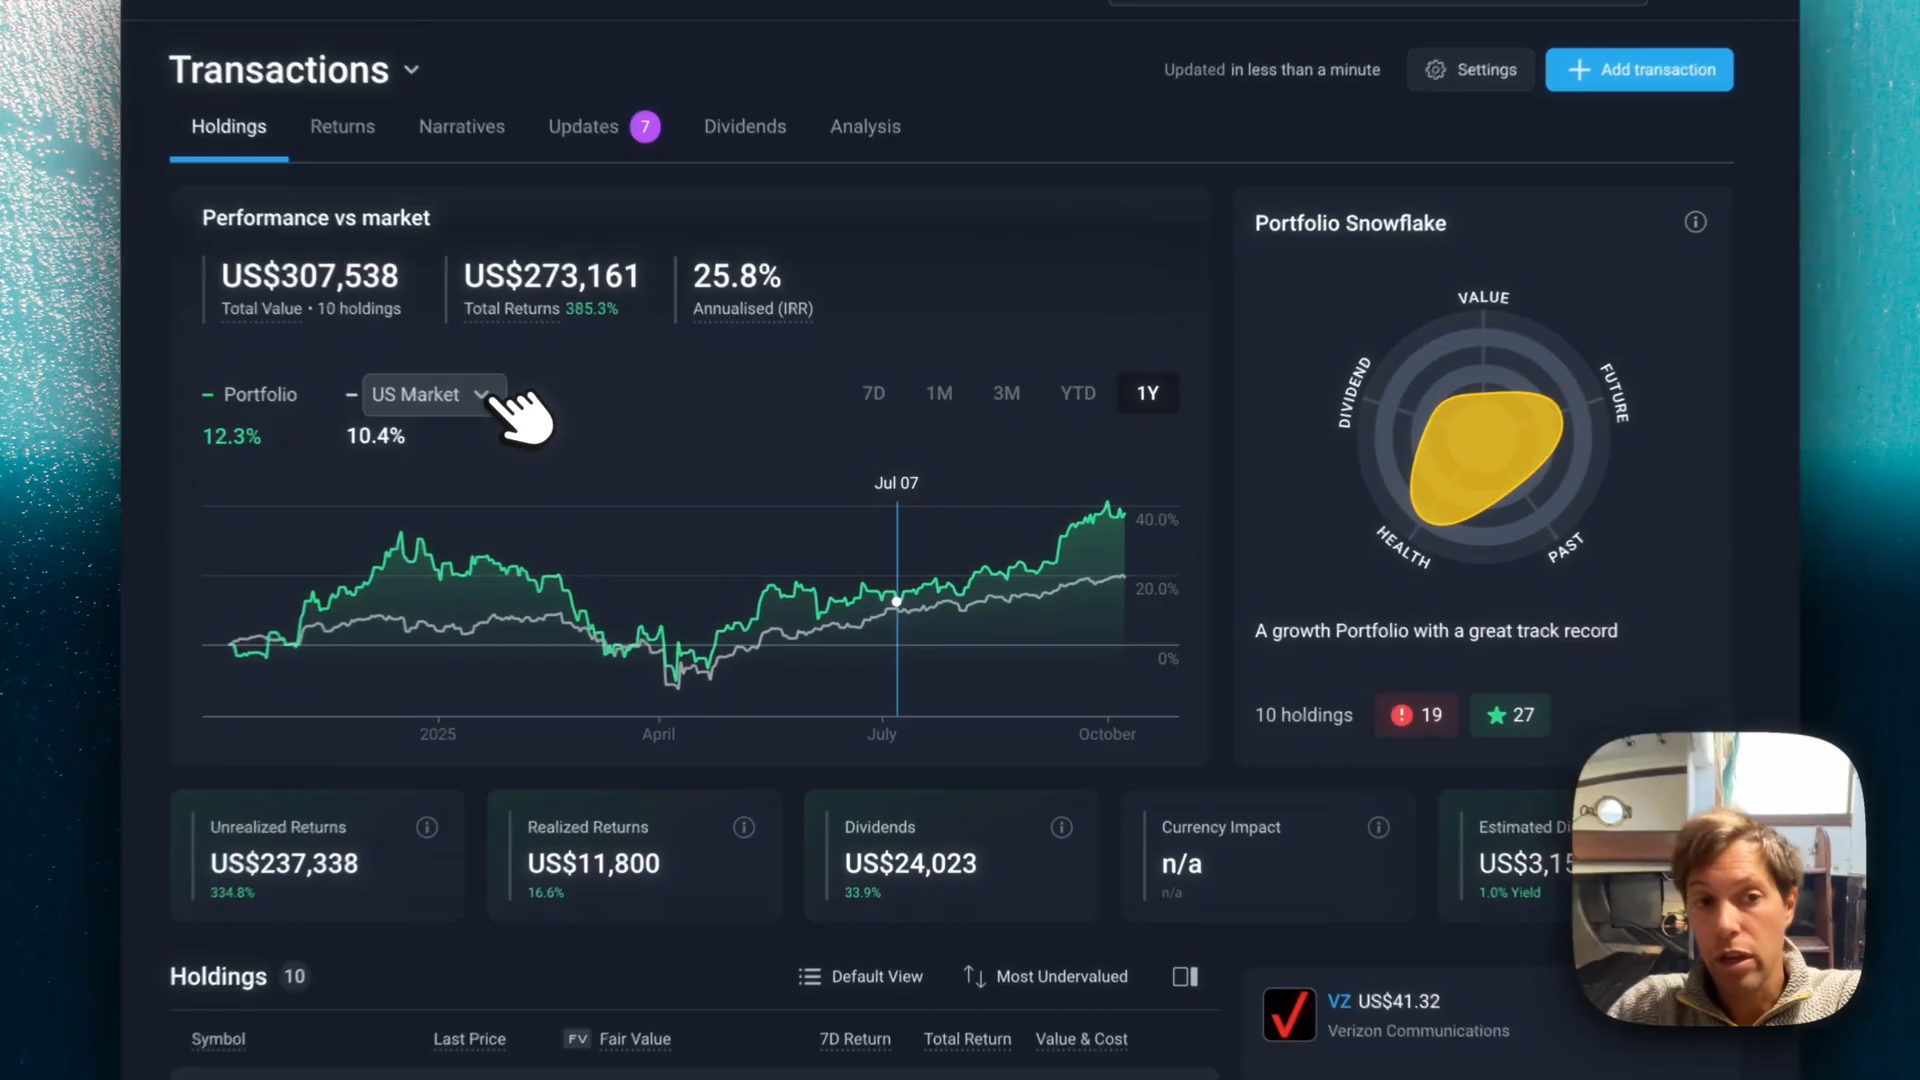 Transactions
Updated in less than a minute
Settings
Add transaction
Holdings
Returns
Narratives
Updates 7
Dividends
Analysis
Performance vs market
US$307,538
Total Value • 10 holdings
US$273,161
Total Returns 385.3%
25.8%
Annualised (IRR)
Portfolio
12.3%
US Market
10.4%
7D
1M
3M
YTD
1Y
Jul 07
40.0%
20.0%
0%
2025
April
July
October
Portfolio Snowflake
VALUE
FUTURE
PAST
HEALTH
DIVIDEND
A growth Portfolio with a great track record
10 holdings
19
27
Unrealized Returns
US$237,338
334.8%
Realized Returns
US$11,800
16.6%
Dividends
US$24,023
33.9%
Currency Impact
n/a
n/a
Estimated Di
US$3,15
1.0% Yield
Holdings 10
Default View
Most Undervalued
Symbol
Last Price
FV Fair Value
7D Return
Total Return
Value & Cost
VZ US$41.32
Verizon Communications